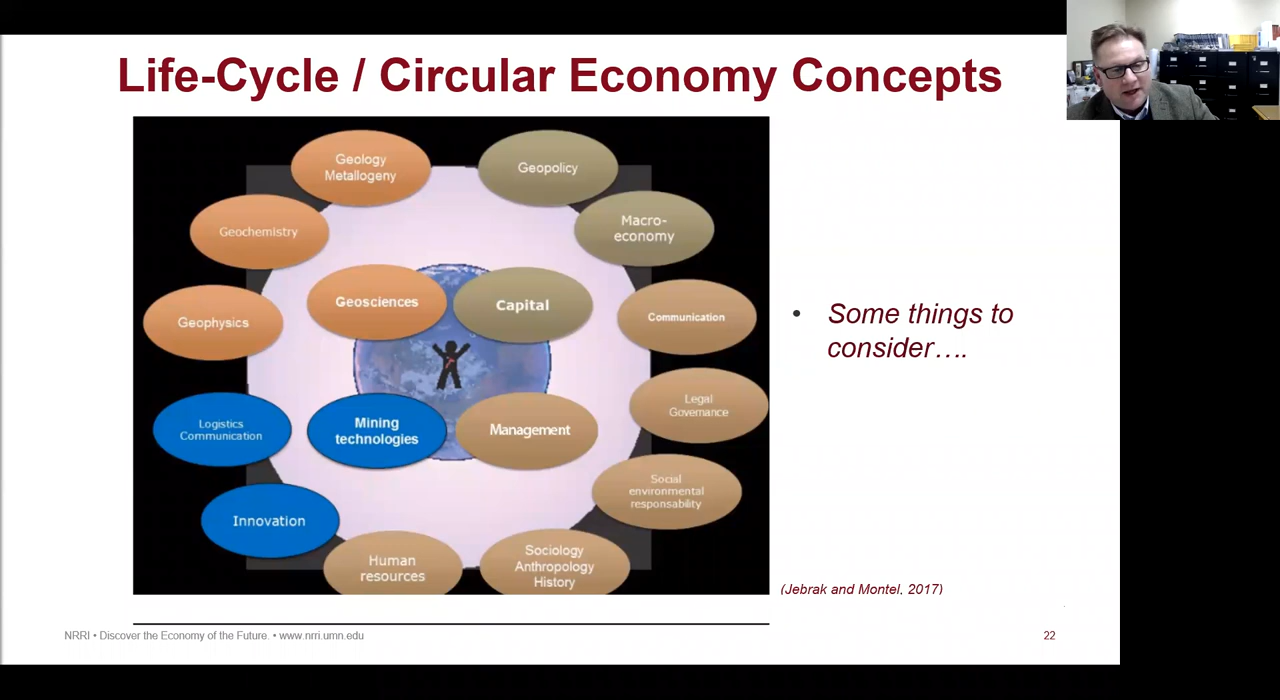 Life-Cycle / Circular Economy Concepts
Geology
Metallogeny
Geopolicy
Geochemistry
Macro-
economy
Geosciences
Capital
Geophysics
Communication
Logistics
Communication
Mining
technologies
Management
Legal
Governance
Social
environmental
responsability
Innovation
Human
resources
Sociology
Anthropology
History
• Some things to
consider….
(Jebrak and Montel, 2017)
NRRI • Discover the Economy of the Future. • www.nrri.umn.edu
22